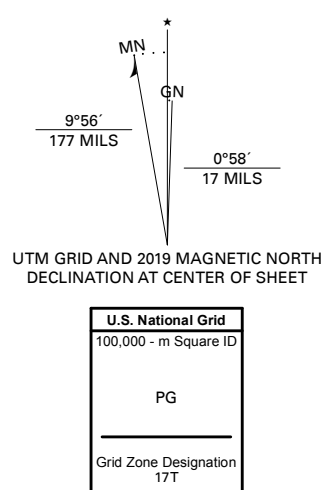 ★
MN
GN
9°56´
177 MILS
0°58´
17 MILS
UTM GRID AND 2019 MAGNETIC NORTH
DECLINATION AT CENTER OF SHEET
U.S. National Grid
100,000 - m Square ID
PG
Grid Zone Designation
17T